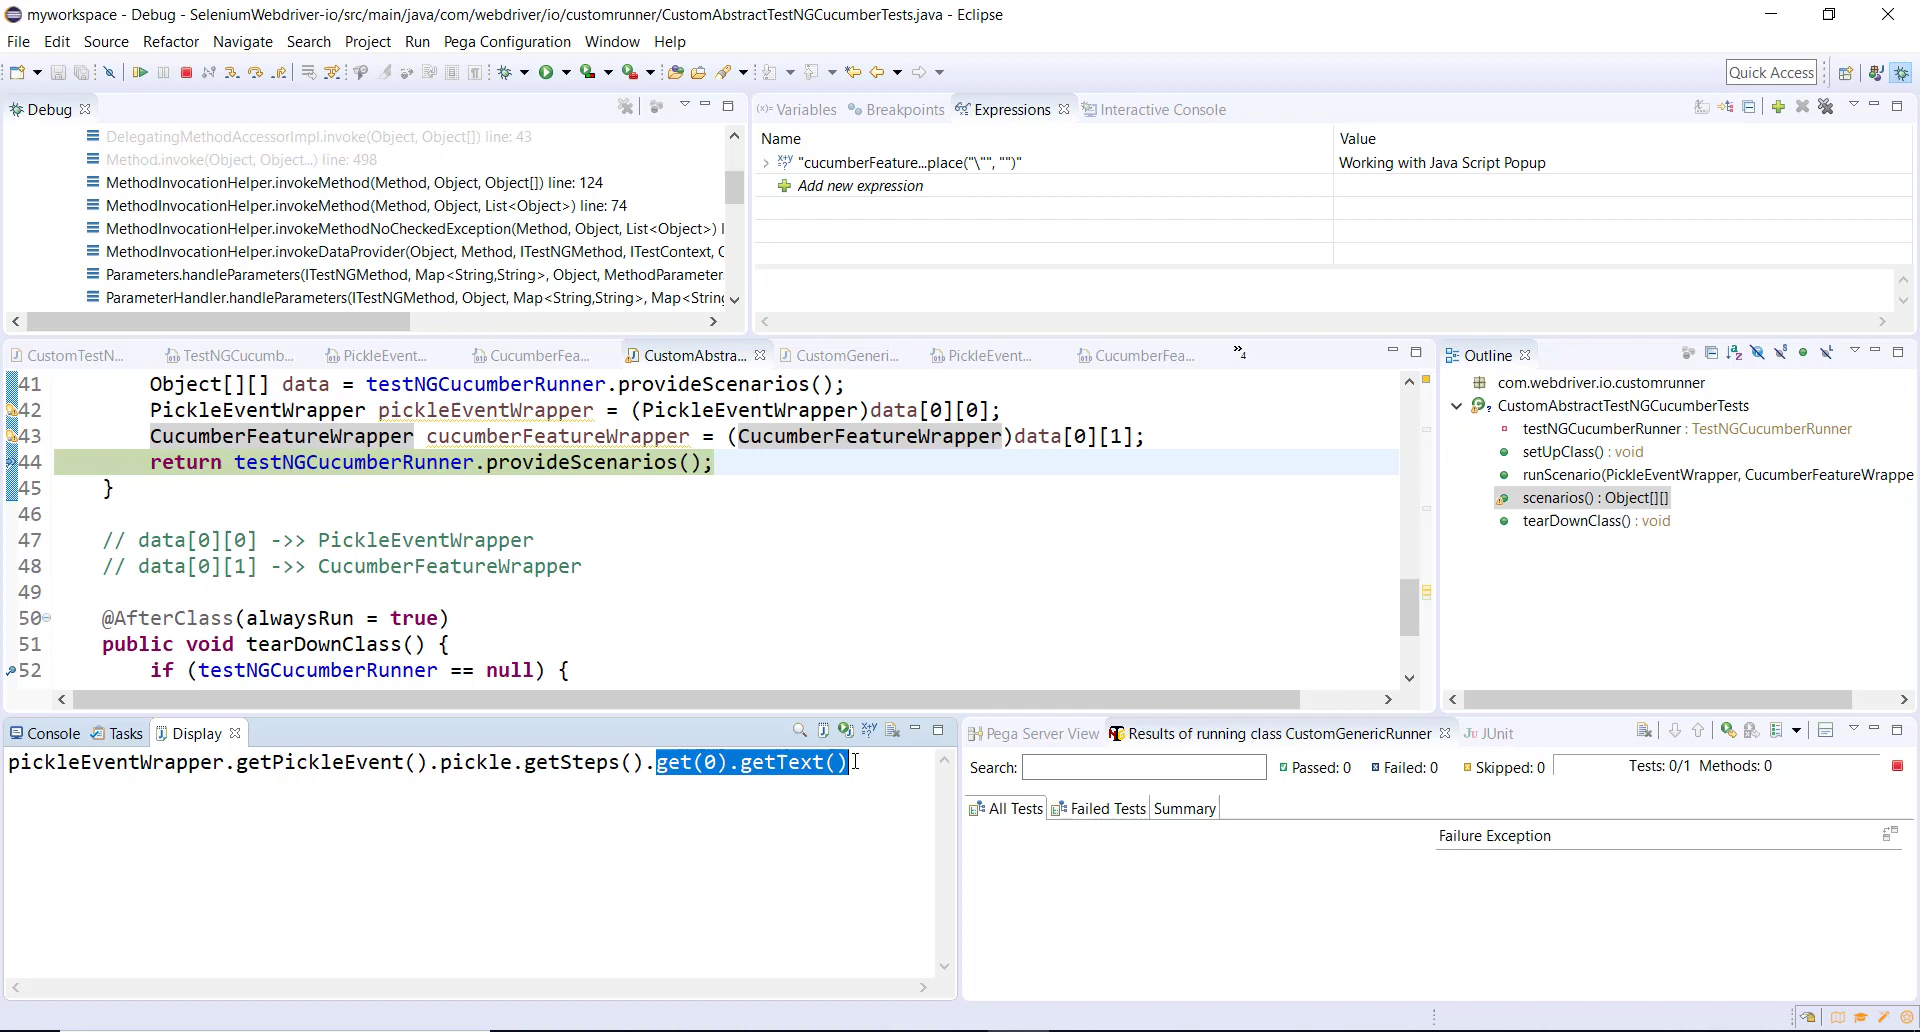 myworkspace - Debug - SeleniumWebdriver-io/src/main/java/com/webdriver/io/customrunner/CustomAbstractTestNGCucumberTests.java - Eclipse
File Edit Source Refactor Navigate Search Project Run Pega Configuration Window Help
Quick Access
Debug
DelegatingMethodAccessorImpl.invoke(Object, Object[]) line: 43
Method.invoke(Object, Object...) line: 498
MethodInvocationHelper.invokeMethod(Method, Object, Object[]) line: 124
MethodInvocationHelper.invokeMethod(Method, Object, List<Object>) line: 74
MethodInvocationHelper.invokeMethodNoCheckedException(Method, Object, List<Object>) l
MethodInvocationHelper.invokeDataProvider(Object, Method, ITestNGMethod, ITestContext, C
Parameters.handleParameters(ITestNGMethod, Map<String,String>, Object, MethodParameter
ParameterHandler.handleParameters(ITestNGMethod, Object, Map<String,String>, Map<String
Variables Breakpoints Expressions Interactive Console
Name Value
"cucumberFeature...place("\"", "")" Working with Java Script Popup
Add new expression
CustomTestN... TestNGCucumb... PickleEvent... CucumberFea... CustomAbstra... CustomGeneri... PickleEvent... CucumberFea... »4
41 Object[][] data = testNGCucumberRunner.provideScenarios();
42 PickleEventWrapper pickleEventWrapper = (PickleEventWrapper)data[0][0];
43 CucumberFeatureWrapper cucumberFeatureWrapper = (CucumberFeatureWrapper)data[0][1];
44 return testNGCucumberRunner.provideScenarios();
45 }
46
47 // data[0][0] ->> PickleEventWrapper
48 // data[0][1] ->> CucumberFeatureWrapper
49
50 @AfterClass(alwaysRun = true)
51 public void tearDownClass() {
52 if (testNGCucumberRunner == null) {
Outline
com.webdriver.io.customrunner
CustomAbstractTestNGCucumberTests
testNGCucumberRunner : TestNGCucumberRunner
setUpClass() : void
runScenario(PickleEventWrapper, CucumberFeatureWrappe
scenarios() : Object[][]
tearDownClass() : void
Console Tasks Display
pickleEventWrapper.getPickleEvent().pickle.getSteps().get(0).getText()
Pega Server View Results of running class CustomGenericRunner JUnit
Search: Passed: 0 Failed: 0 Skipped: 0 Tests: 0/1 Methods: 0
All Tests Failed Tests Summary
Failure Exception